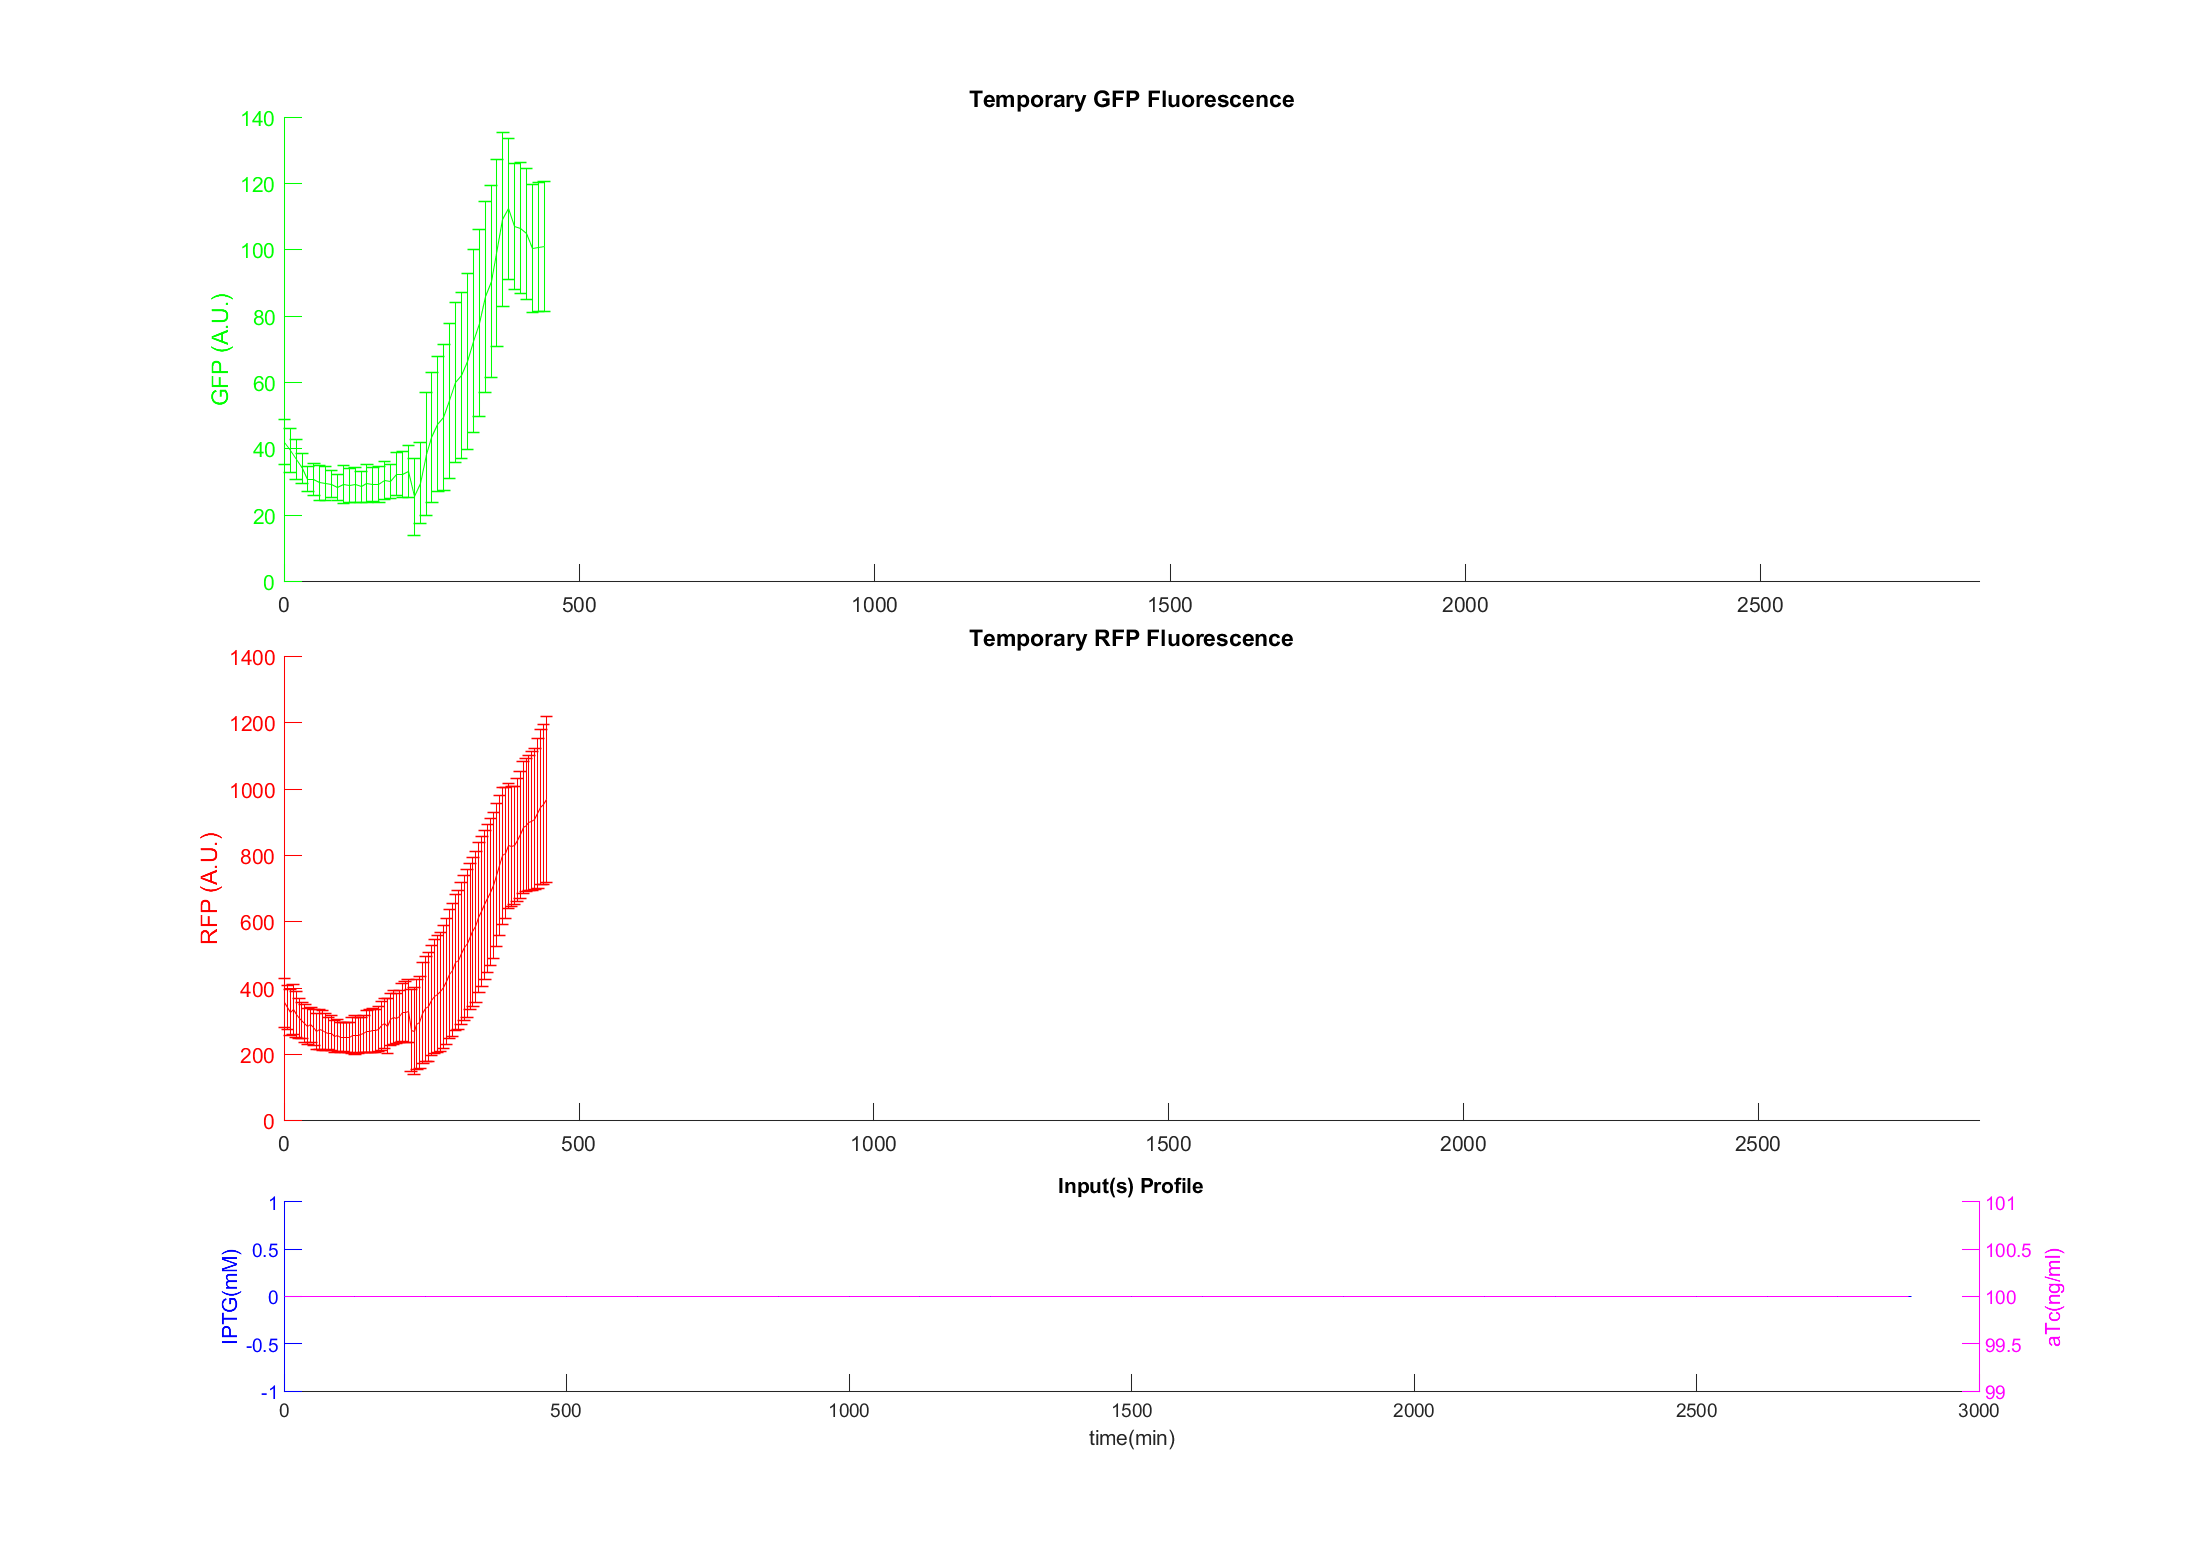 Temporary GFP Fluorescence
140
120
100
80
60
40
20
0
GFP (A.U.)
0 500 1000 1500 2000 2500
Temporary RFP Fluorescence
1400
1200
1000
800
600
400
200
0
RFP (A.U.)
0 500 1000 1500 2000 2500
Input(s) Profile
1
0.5
0
-0.5
-1
IPTG(mM)
101
100.5
100
99.5
99
aTc(ng/ml)
0 500 1000 1500 2000 2500 3000
time(min)